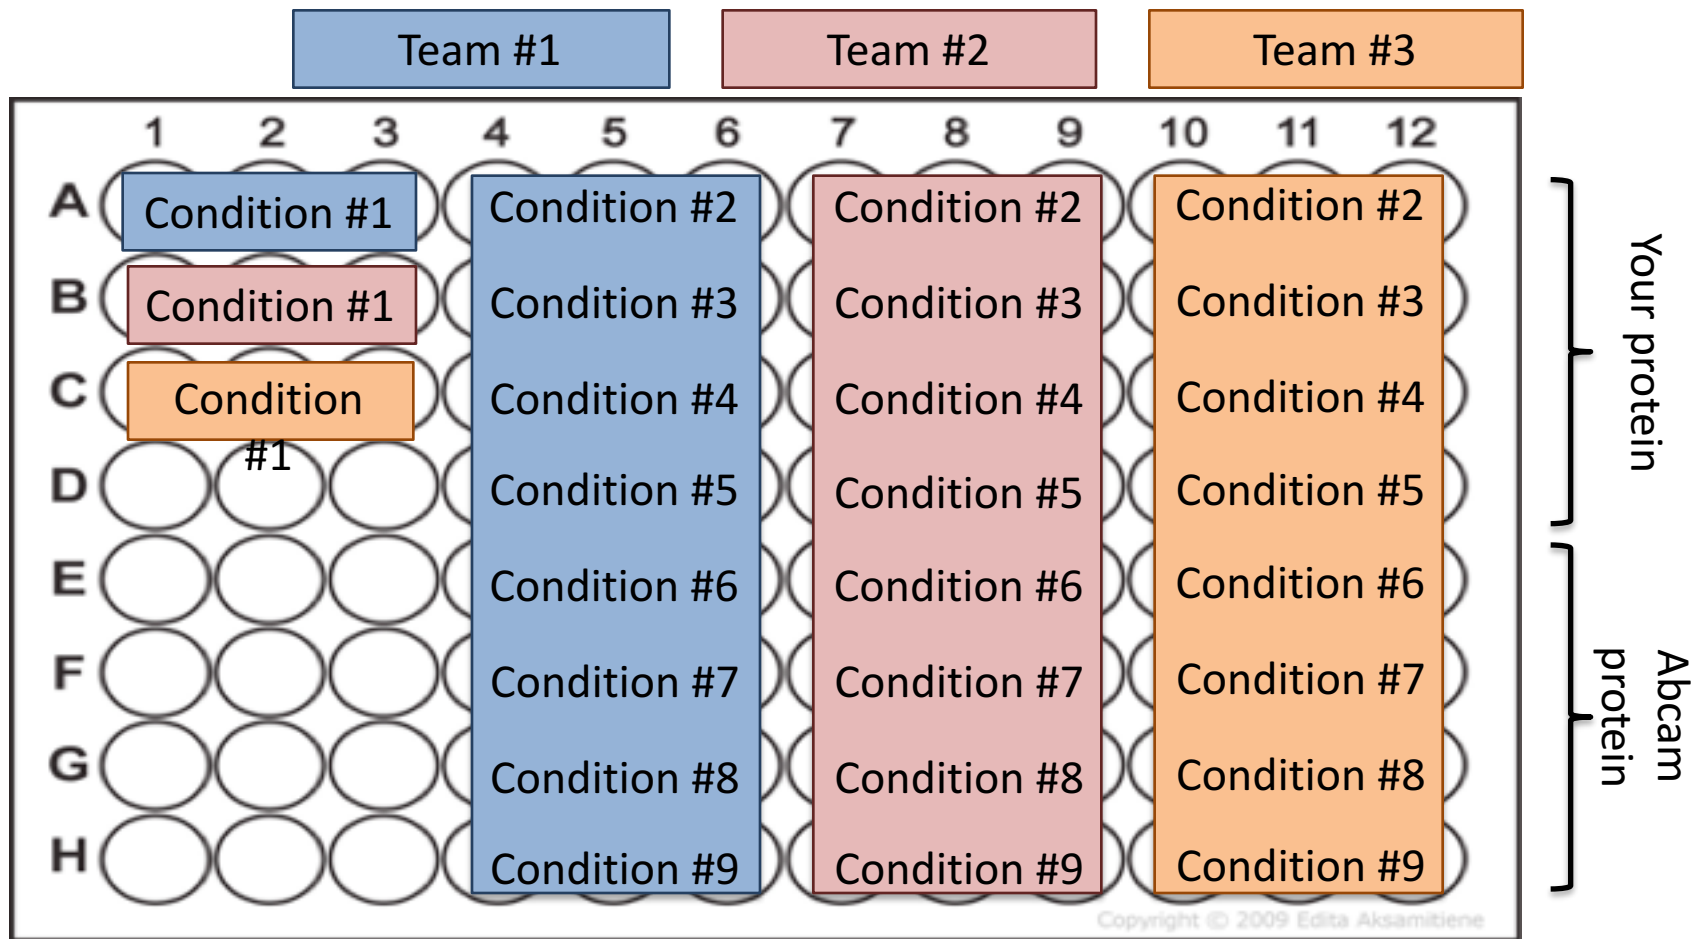 Team #1 Team #2 Team #3
1 2 3 4 5 6 7 8 9 10 11 12
A Condition #1 Condition #2 Condition #2 Condition #2
B Condition #1 Condition #3 Condition #3 Condition #3
C Condition
#1 Condition #4 Condition #4 Condition #4
D Condition #5 Condition #5 Condition #5
E Condition #6 Condition #6 Condition #6
F Condition #7 Condition #7 Condition #7
G Condition #8 Condition #8 Condition #8
H Condition #9 Condition #9 Condition #9
Your protein
Abcam
protein
Copyright © 2009 Edita Aksamitiene